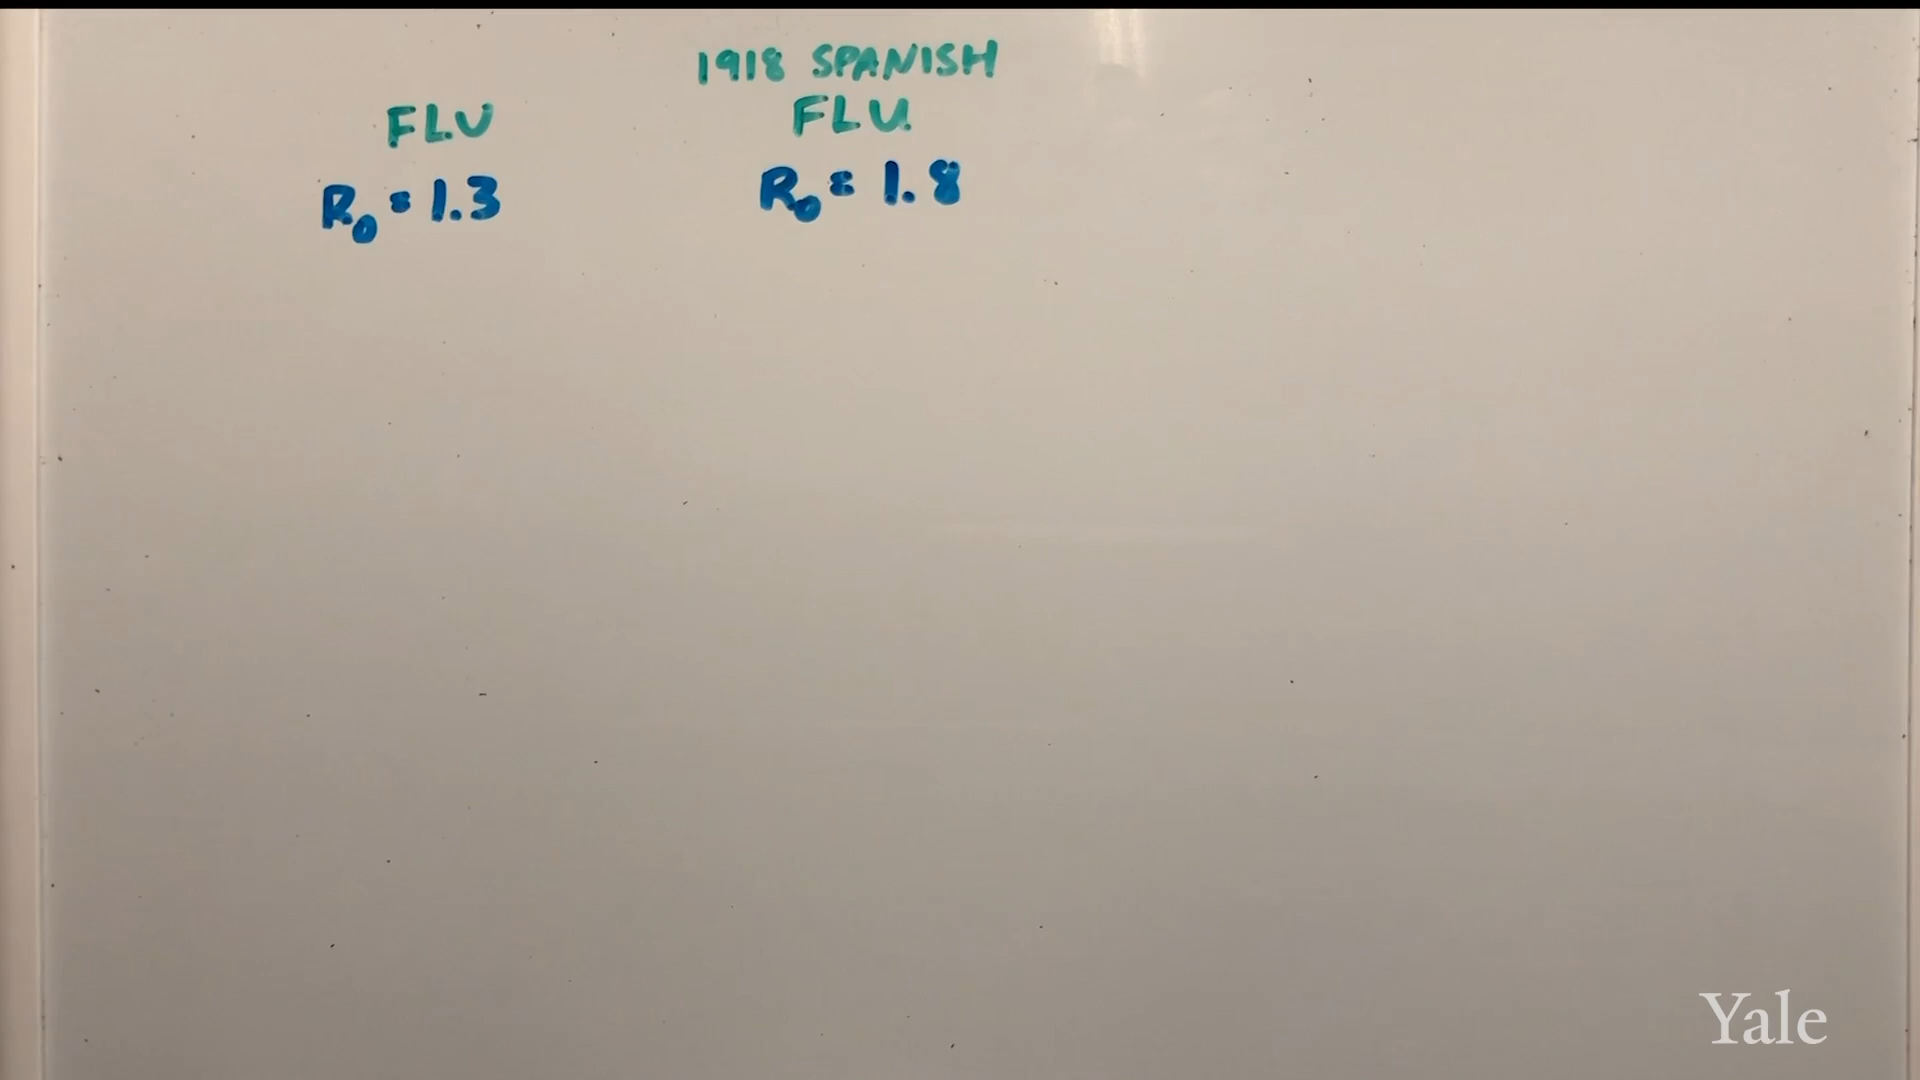 FLU
R₀ = 1.3
1918 SPANISH
FLU
R₀ = 1.8
Yale